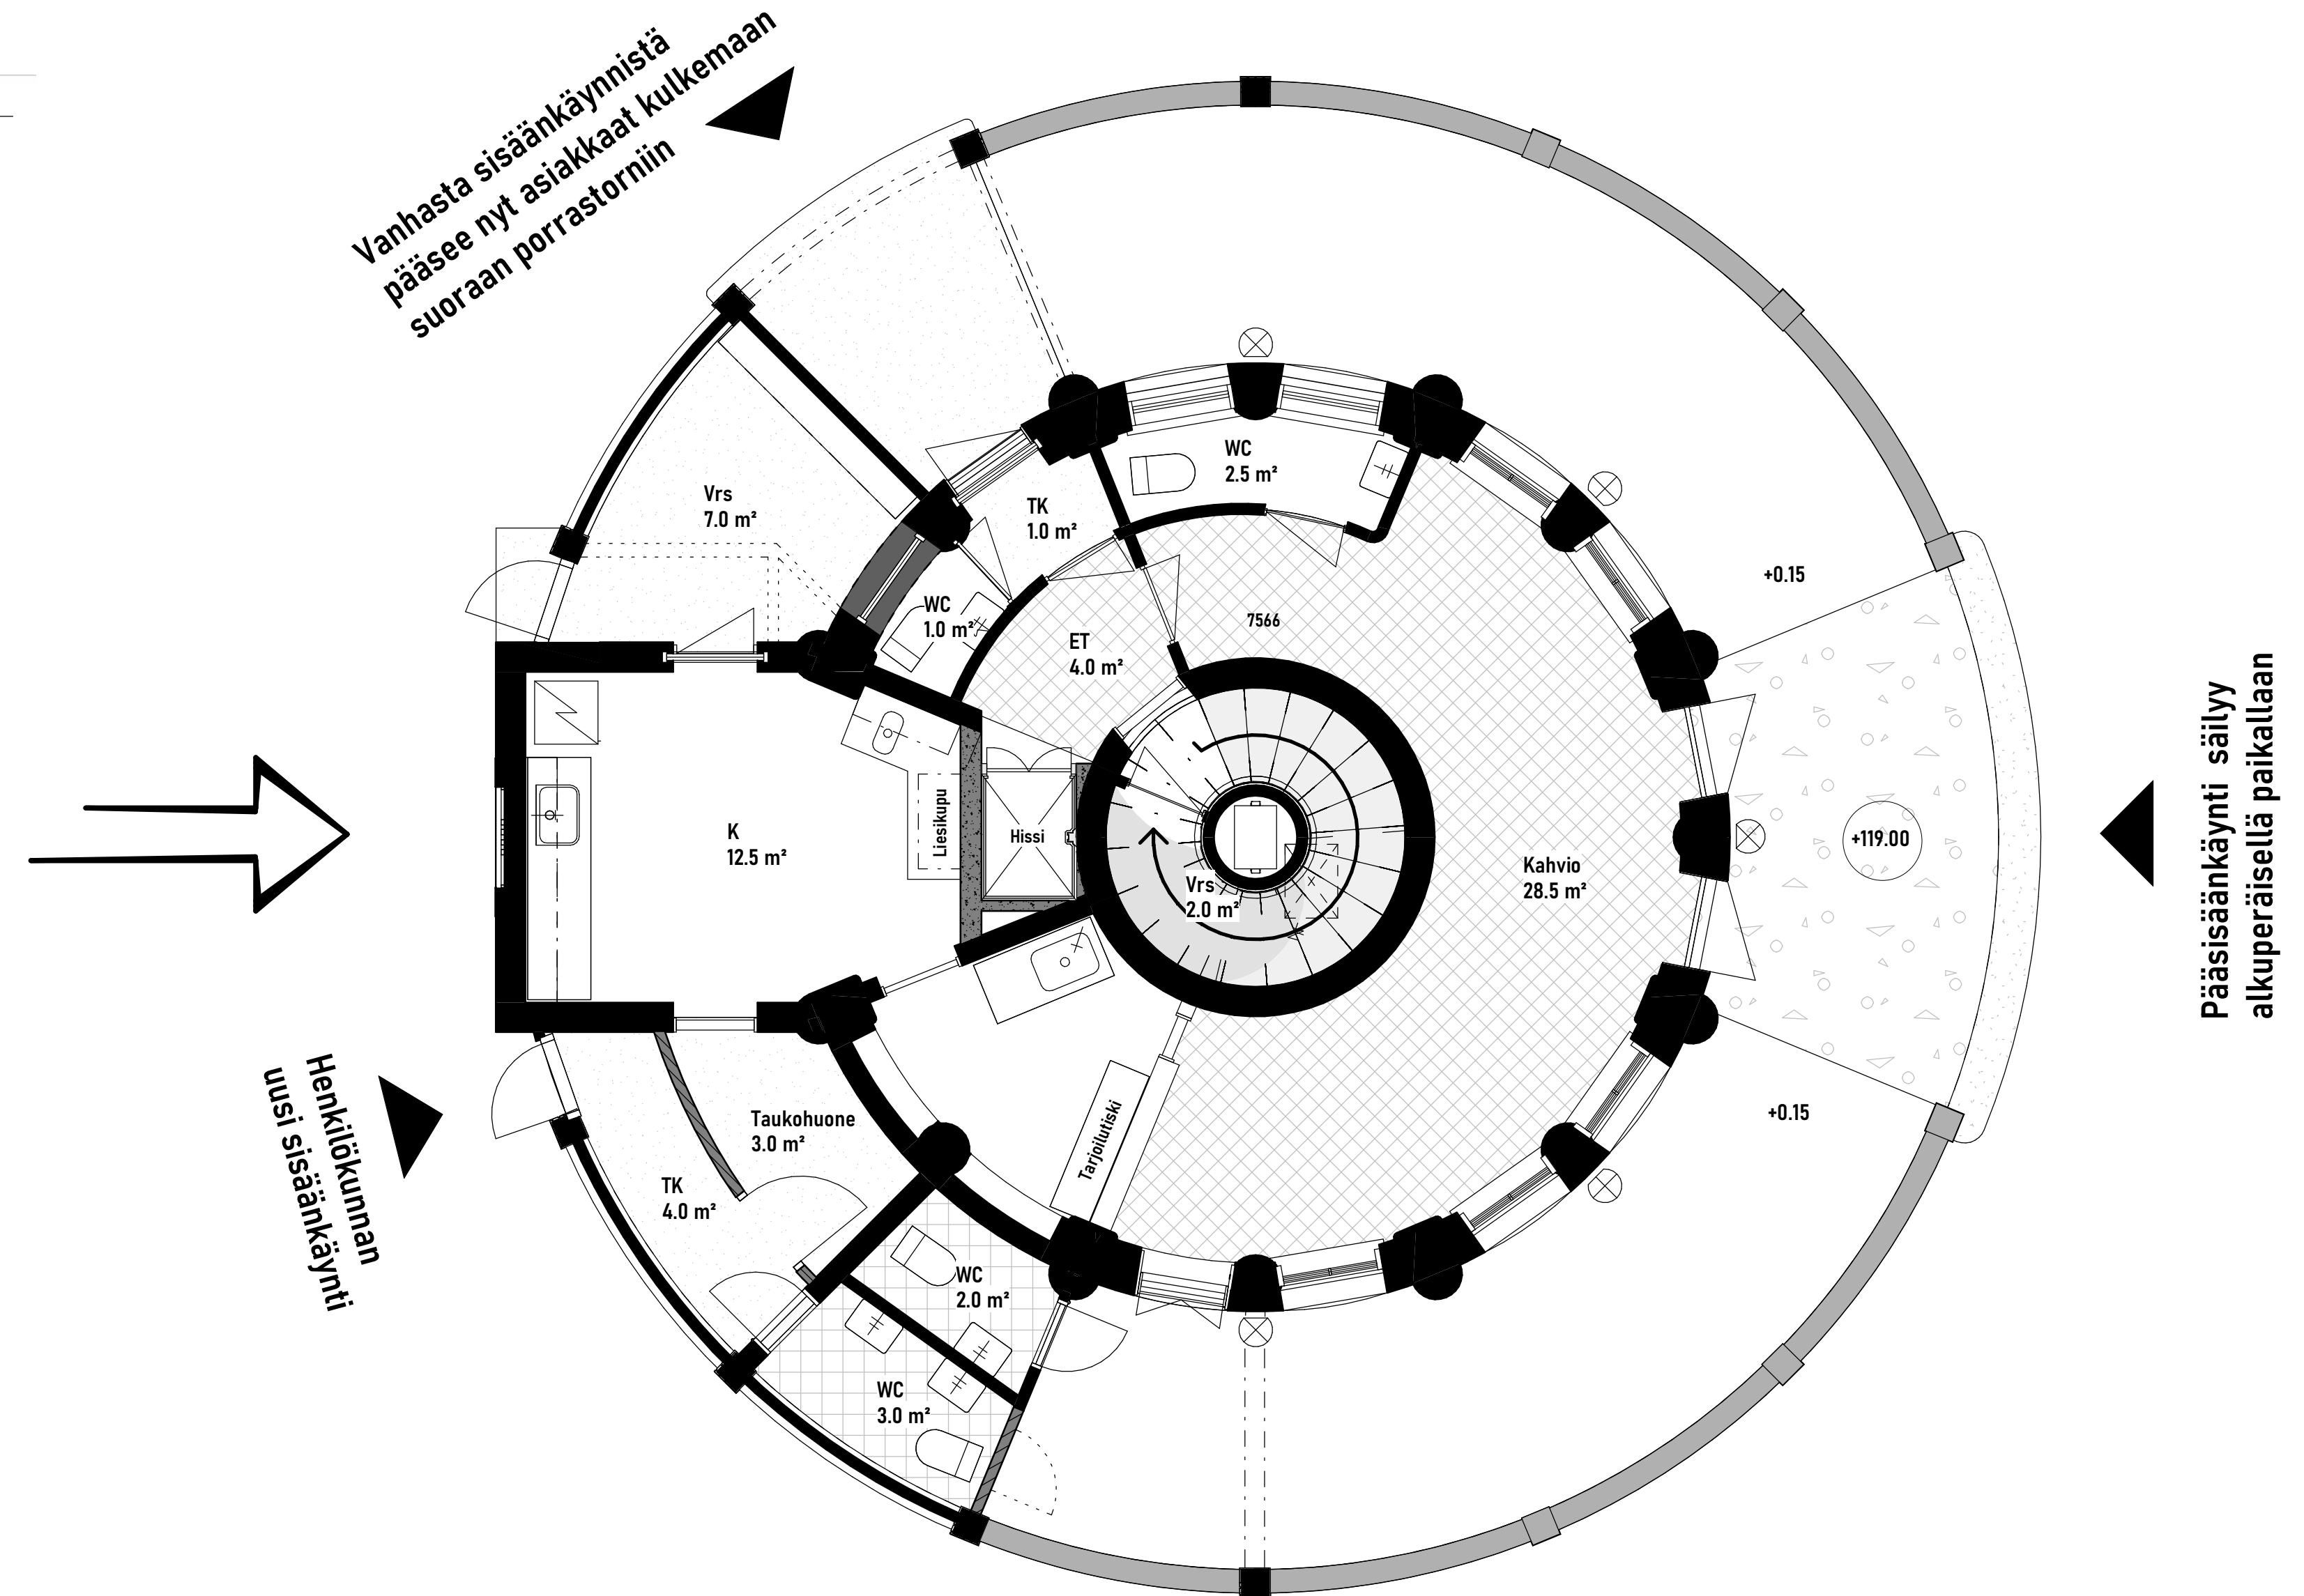 Vanhasta sisäänkäynnistä
pääsee nyt asiakkaat kulkemaan
suoraan porrastorniin
WC
2.5 m²
Vrs
7.0 m²
TK
1.0 m²
WC
1.0 m²
ET
4.0 m²
7566
+0.15
K
12.5 m²
Liesikupu
Hissi
Vrs
2.0 m²
Kahvio
28.5 m²
+119.00
Pääsisäänkäynti säilyy
alkuperäisellä paikallaan
+0.15
Henkilökunnan
uusi sisäänkäynti
Taukohuone
3.0 m²
Tarjoilutiski
TK
4.0 m²
WC
2.0 m²
WC
3.0 m²